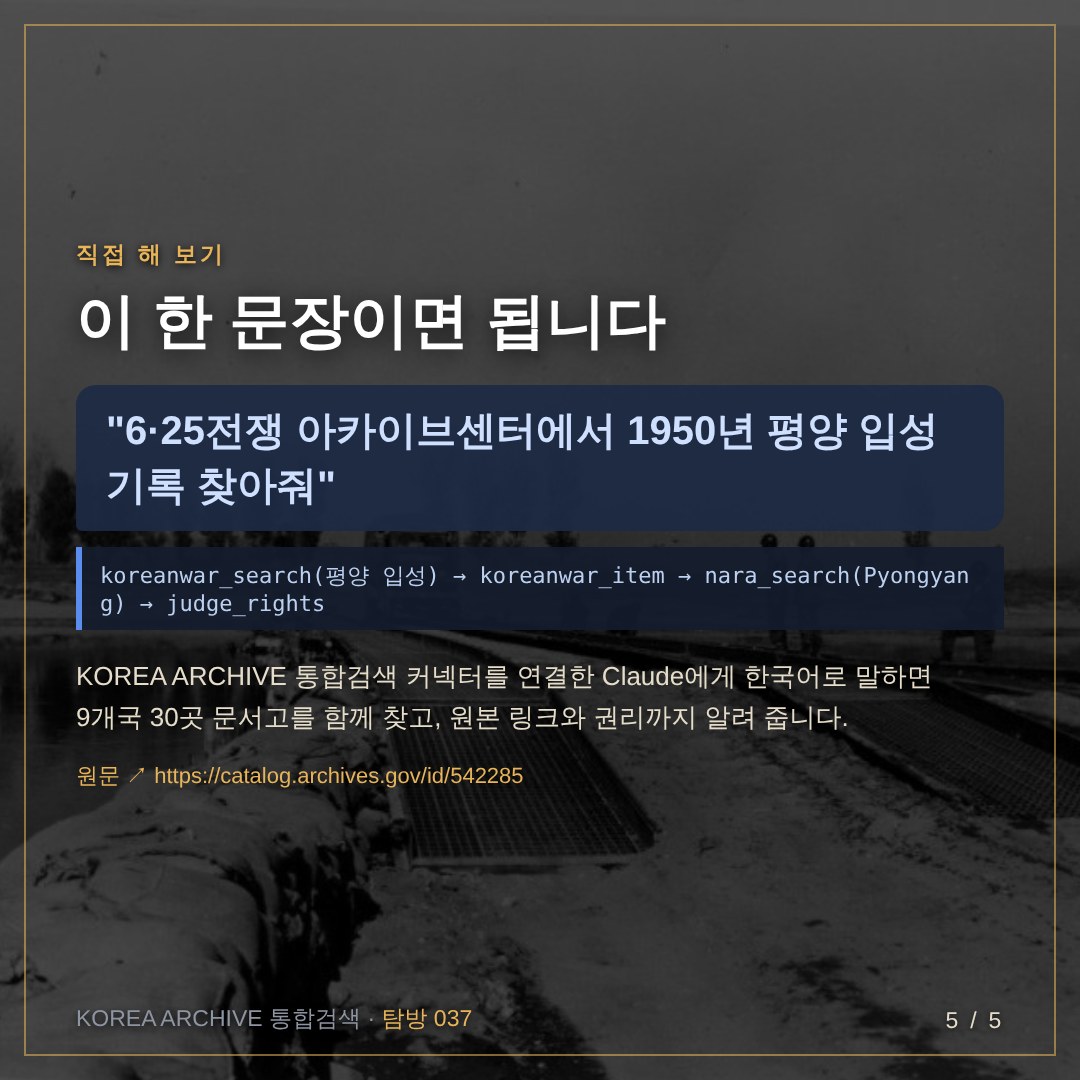 직접 해 보기
이 한 문장이면 됩니다
"6·25전쟁 아카이브센터에서 1950년 평양 입성
기록 찾아줘"
koreanwar_search(평양 입성) → koreanwar_item → nara_search(Pyongyan
g) → judge_rights
KOREA ARCHIVE 통합검색 커넥터를 연결한 Claude에게 한국어로 말하면
9개국 30곳 문서고를 함께 찾고, 원본 링크와 권리까지 알려 줍니다.
원문 ↗ https://catalog.archives.gov/id/542285
KOREA ARCHIVE 통합검색 · 탐방 037
5 / 5